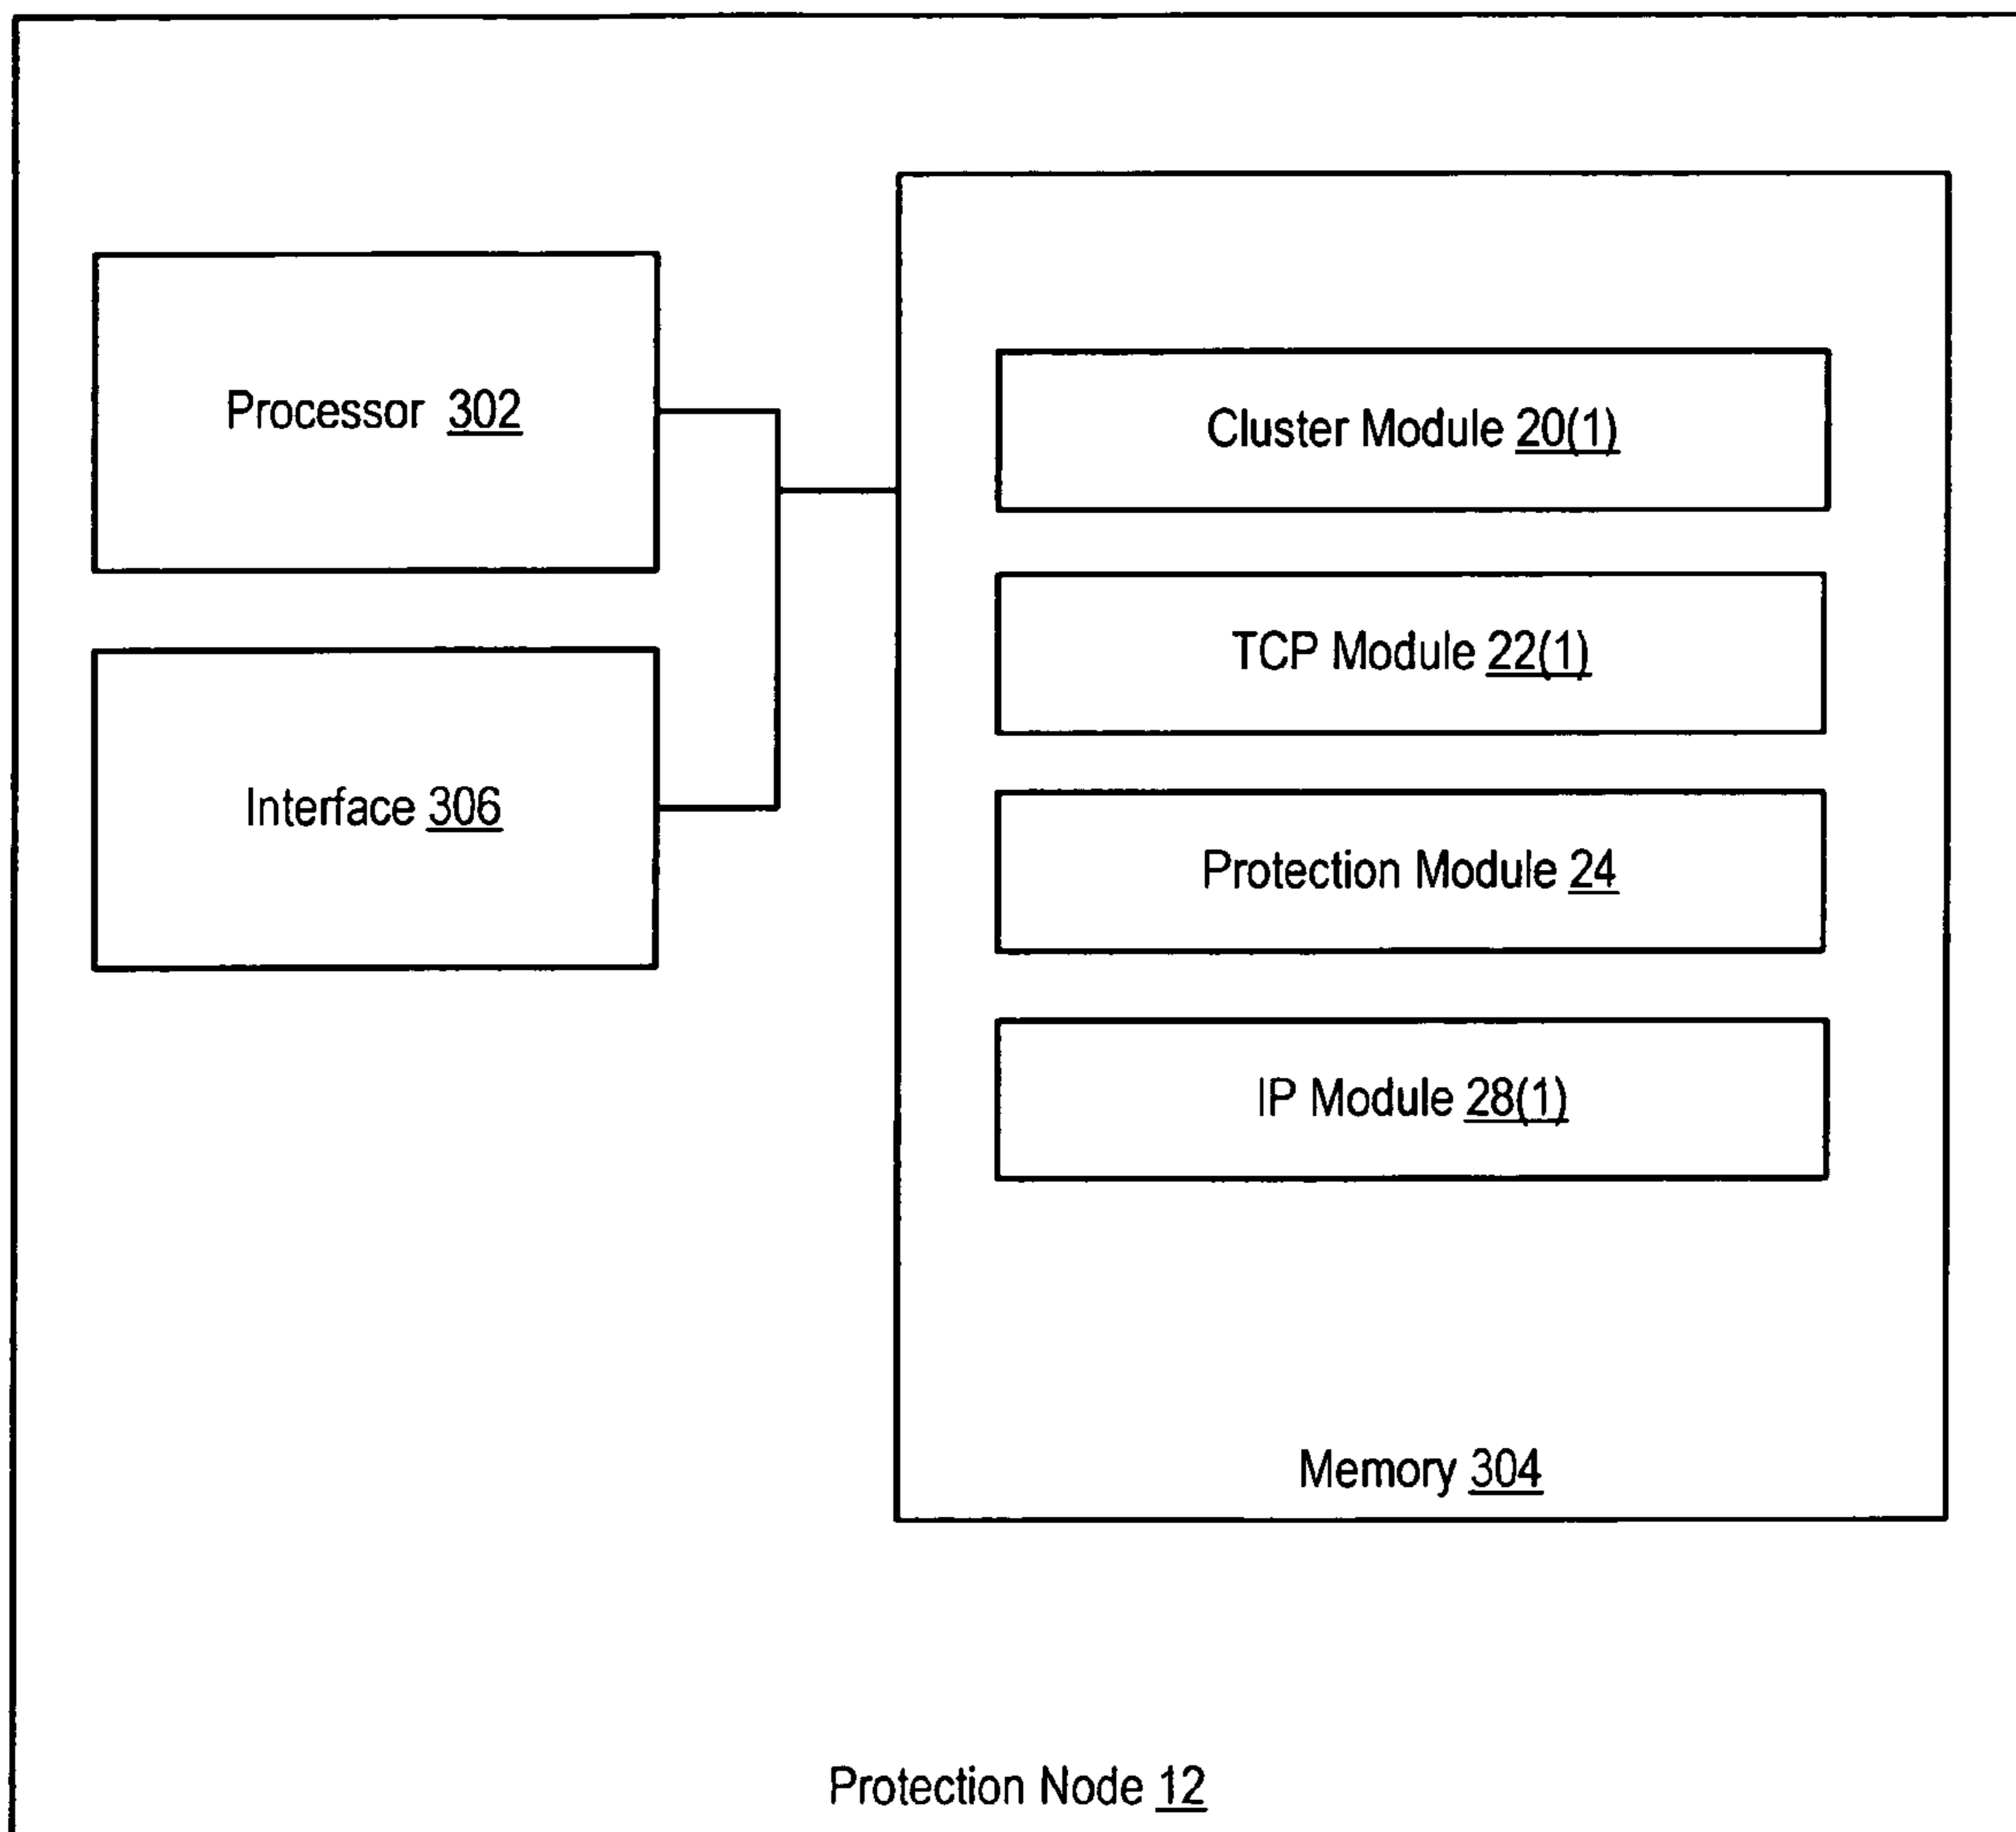 Processor 302
Interface 306
Cluster Module 20(1)
TCP Module 22(1)
Protection Module 24
IP Module 28(1)
Memory 304
Protection Node 12